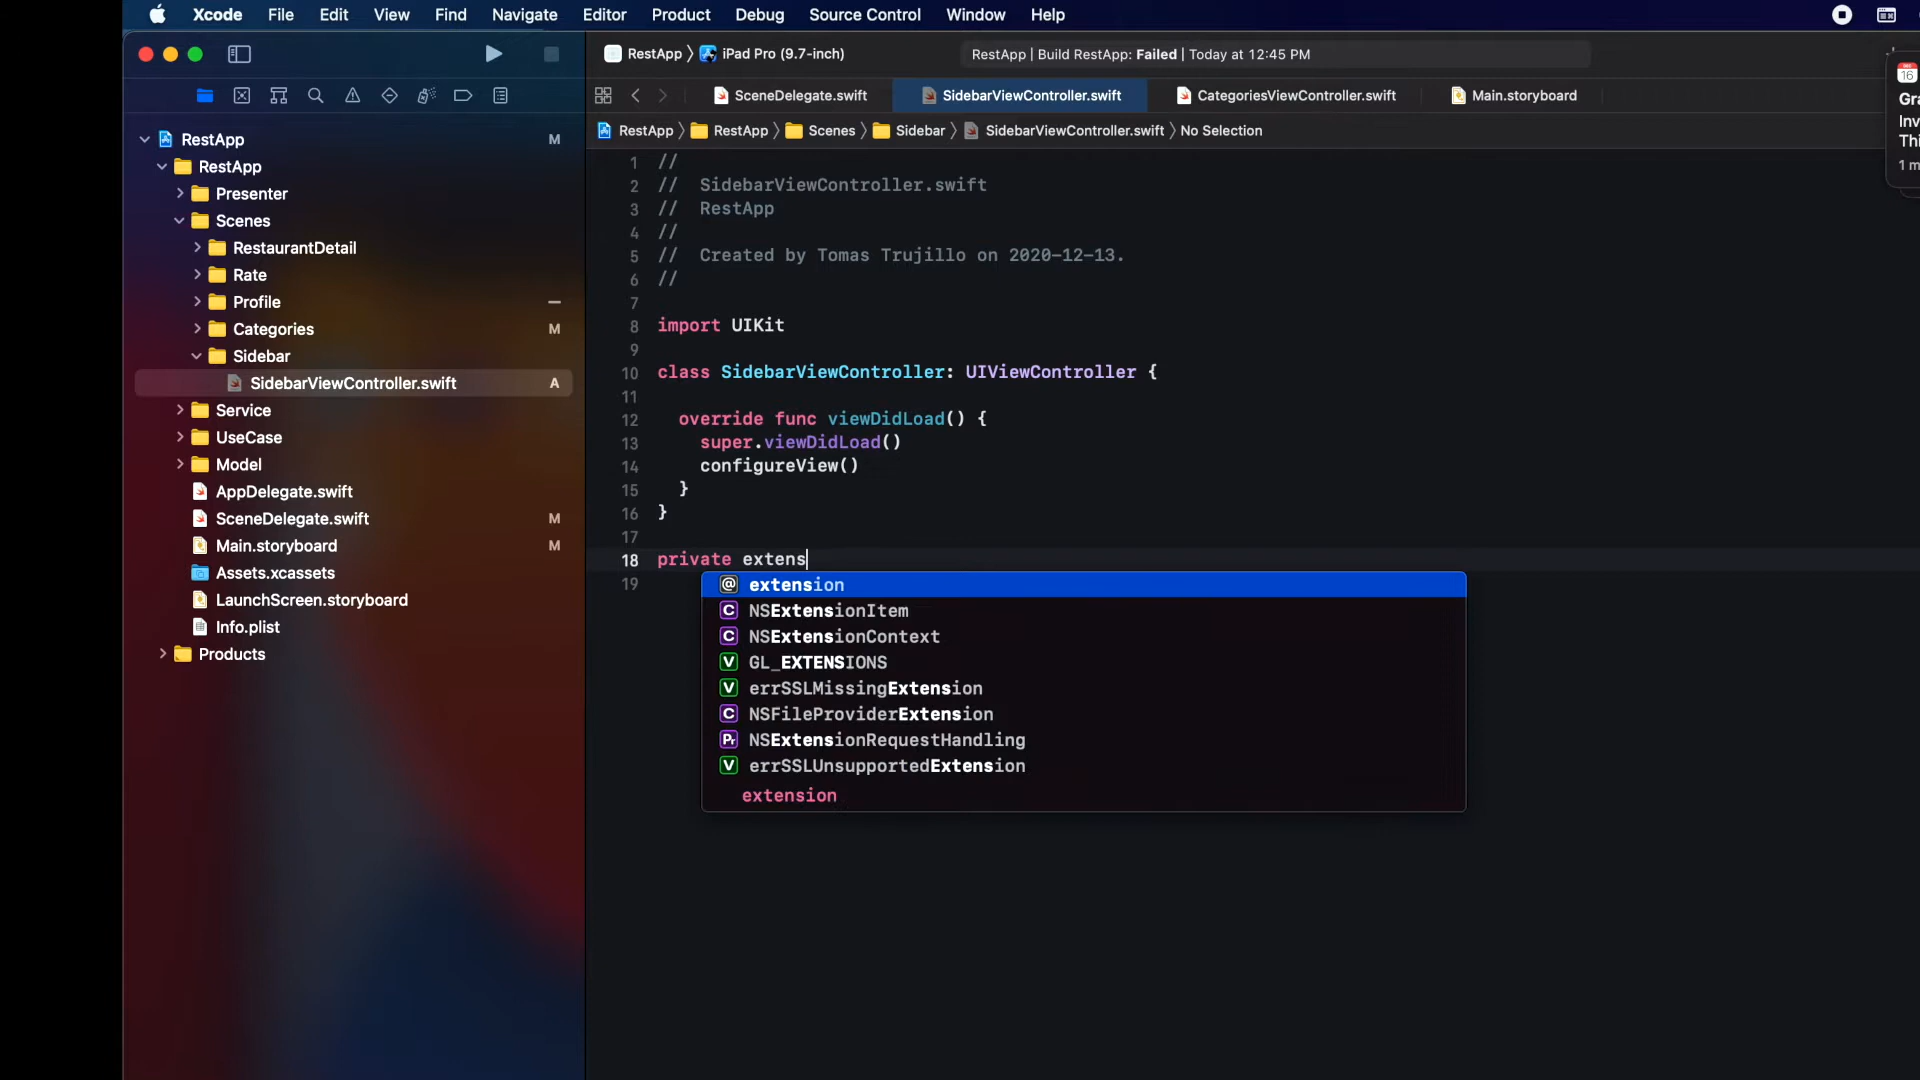 Xcode File Edit View Find Navigate Editor Product Debug Source Control Window Help
RestApp iPad Pro (9.7-inch) RestApp | Build RestApp: Failed | Today at 12:45 PM
SceneDelegate.swift SidebarViewController.swift CategoriesViewController.swift Main.storyboard
RestApp RestApp Scenes Sidebar SidebarViewController.swift No Selection
16
1 m
RestApp M
RestApp
Presenter
Scenes
RestaurantDetail
Rate
Profile
Categories M
Sidebar
SidebarViewController.swift A
Service
UseCase
Model
AppDelegate.swift
SceneDelegate.swift M
Main.storyboard M
Assets.xcassets
LaunchScreen.storyboard
Info.plist
Products
1 //
2 // SidebarViewController.swift
3 // RestApp
4 //
5 // Created by Tomas Trujillo on 2020-12-13.
6 //
7
8 import UIKit
9
10 class SidebarViewController: UIViewController {
11
12 override func viewDidLoad() {
13 super.viewDidLoad()
14 configureView()
15 }
16 }
17
18 private extens
19
@ extension
C NSExtensionItem
C NSExtensionContext
V GL_EXTENSIONS
V errSSLMissingExtension
C NSFileProviderExtension
Pr NSExtensionRequestHandling
V errSSLUnsupportedExtension
extension